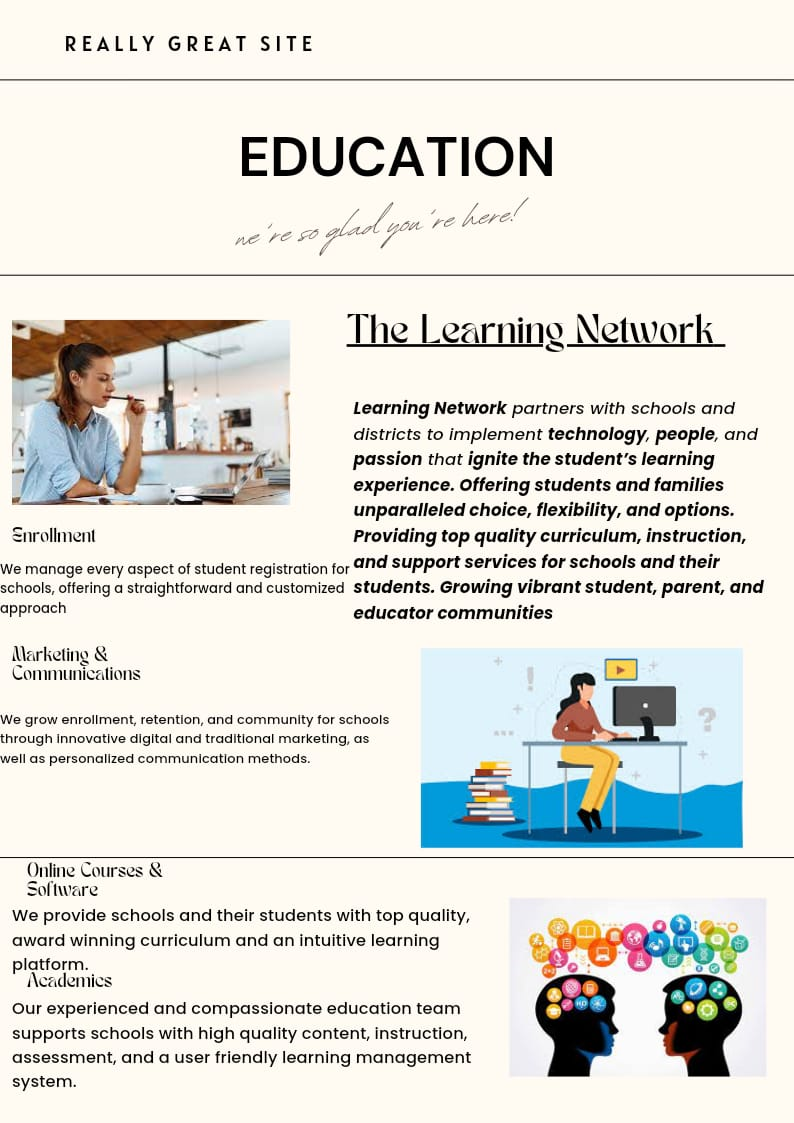 REALLY GREAT SITE
EDUCATION
we're so glad you're here!
The Learning Network
Learning Network partners with schools and
districts to implement technology, people, and
passion that ignite the student's learning
experience. Offering students and families
unparalleled choice, flexibility, and options.
Providing top quality curriculum, instruction,
and support services for schools and their
students. Growing vibrant student, parent, and
educator communities
Enrollment
We manage every aspect of student registration for
schools, offering a straightforward and customized
approach
Marketing &
Communications
We grow enrollment, retention, and community for schools
through innovative digital and traditional marketing, as
well as personalized communication methods.
Online Courses &
Software
We provide schools and their students with top quality,
award winning curriculum and an intuitive learning
platform.
Academics
Our experienced and compassionate education team
supports schools with high quality content, instruction,
assessment, and a user friendly learning management
system.